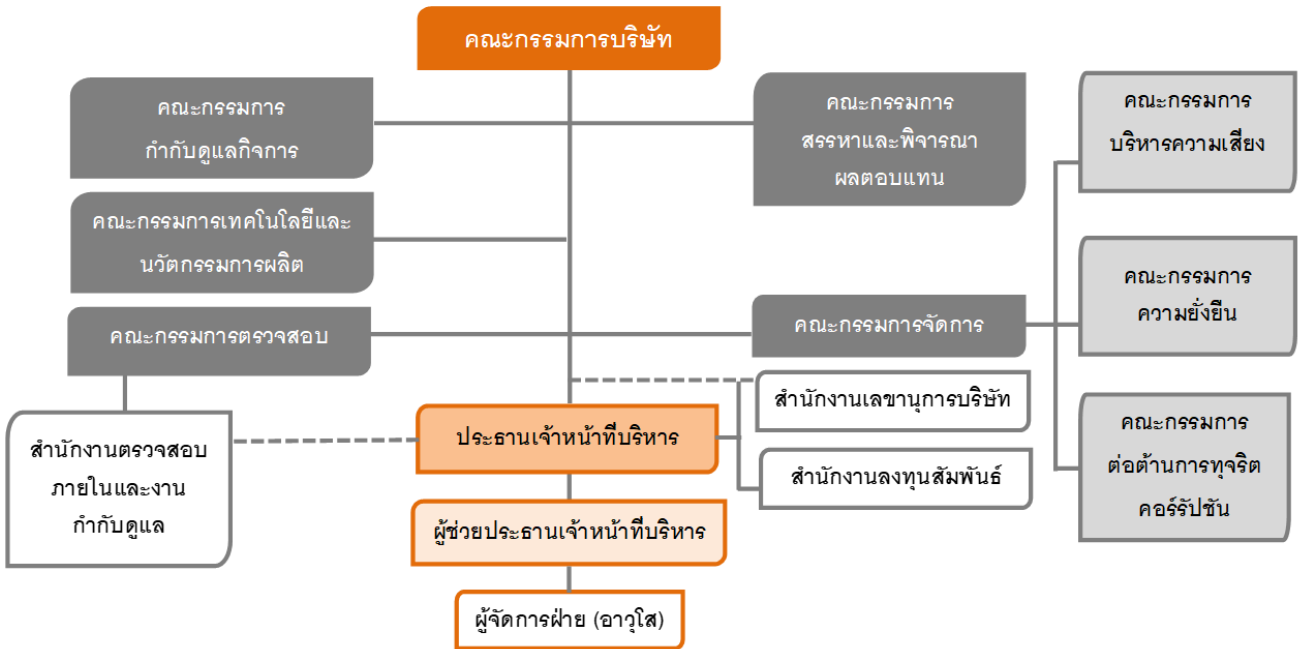 คณะกรรมการบริษัท
คณะกรรมการ
กำกับดูแลกิจการ
คณะกรรมการ
สรรหาและพิจารณา
ผลตอบแทน
คณะกรรมการ
บริหารความเสี่ยง
คณะกรรมการเทคโนโลยีและ
นวัตกรรมการผลิต
คณะกรรมการ
ความยั่งยืน
คณะกรรมการตรวจสอบ
คณะกรรมการจัดการ
สำนักงานเลขานุการบริษัท
คณะกรรมการ
ต่อต้านการทุจริต
คอร์รัปชัน
สำนักงานตรวจสอบ
ภายในและงาน
กำกับดูแล
ประธานเจ้าหน้าที่บริหาร
สำนักงานลงทุนสัมพันธ์
ผู้ช่วยประธานเจ้าหน้าที่บริหาร
ผู้จัดการฝ่าย (อาวุโส)